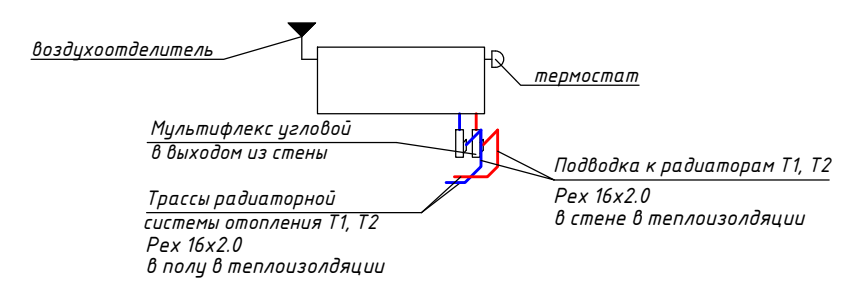 воздухоотделитель
термостат
Мультифлекс угловой
в выходом из стены
Подводка к радиаторам Т1, Т2
Pex 16x2.0
в стене в теплоизолдяции
Трассы радиаторной
системы отопления Т1, Т2
Pex 16x2.0
в полу в теплоизолдяции